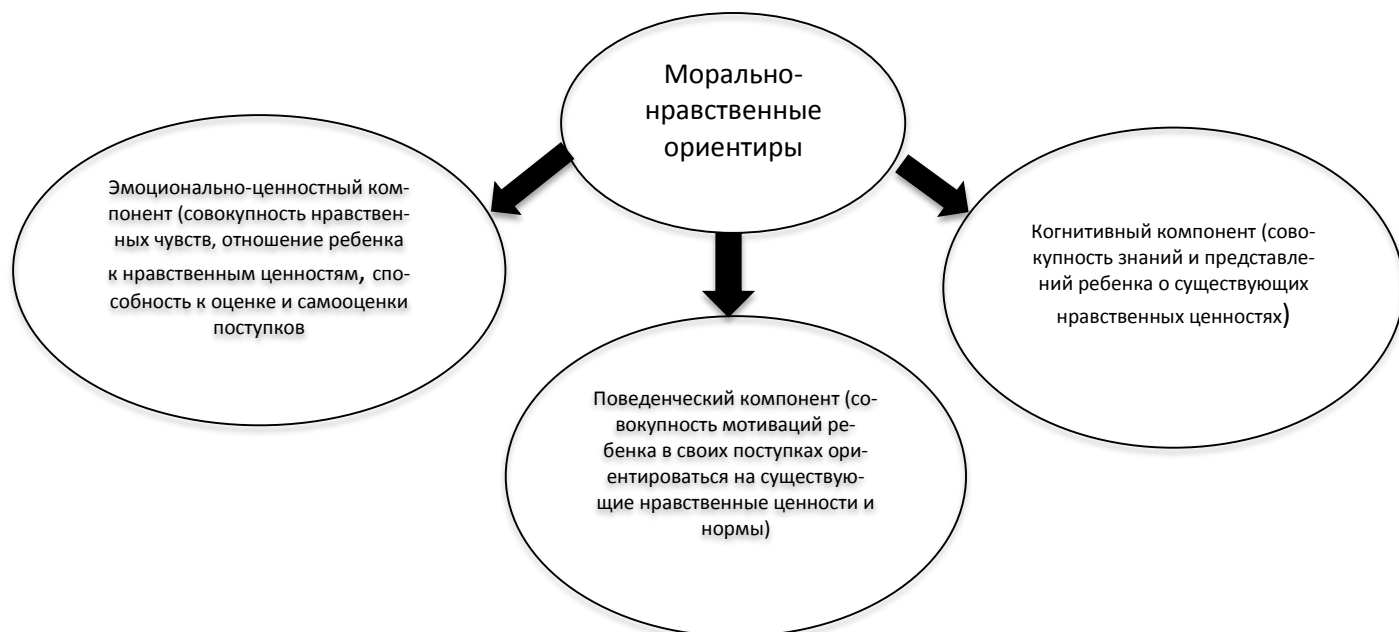 Морально-
нравственные
ориентиры
Эмоционально-ценностный ком-
понент (совокупность нравствен-
ных чувств, отношение ребенка
к нравственным ценностям, спо-
собность к оценке и самооценки
поступков
Когнитивный компонент (сово-
купность знаний и представле-
ний ребенка о существующих
нравственных ценностях)
Поведенческий компонент (со-
вокупность мотиваций ре-
бенка в своих поступках ори-
ентироваться на существую-
щие нравственные ценности и
нормы)